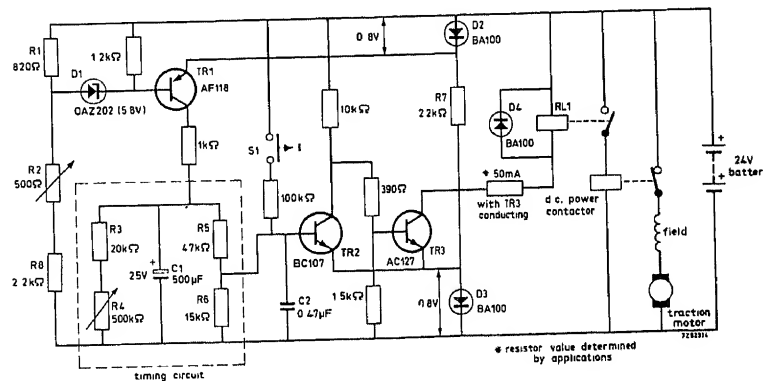 R1
820Ω
1.2kΩ
D1
OAZ202 (5.8V)
TR1
AF118
0.8V
D2
BA100
R2
500Ω
1kΩ
S1
10kΩ
R7
2.2kΩ
D4
BA100
RL1
24V
batter
390Ω
* 50mA
with TR3
conducting
d.c. power
contactor
100kΩ
R3
20kΩ
R5
47kΩ
TR2
BC107
TR3
AC127
field
R8
2.2kΩ
25V
+
C1
500μF
R4
500kΩ
R6
15kΩ
C2
0.47μF
1.5kΩ
0.8V
D3
BA100
traction
motor
timing circuit
* resistor value determined
by applications